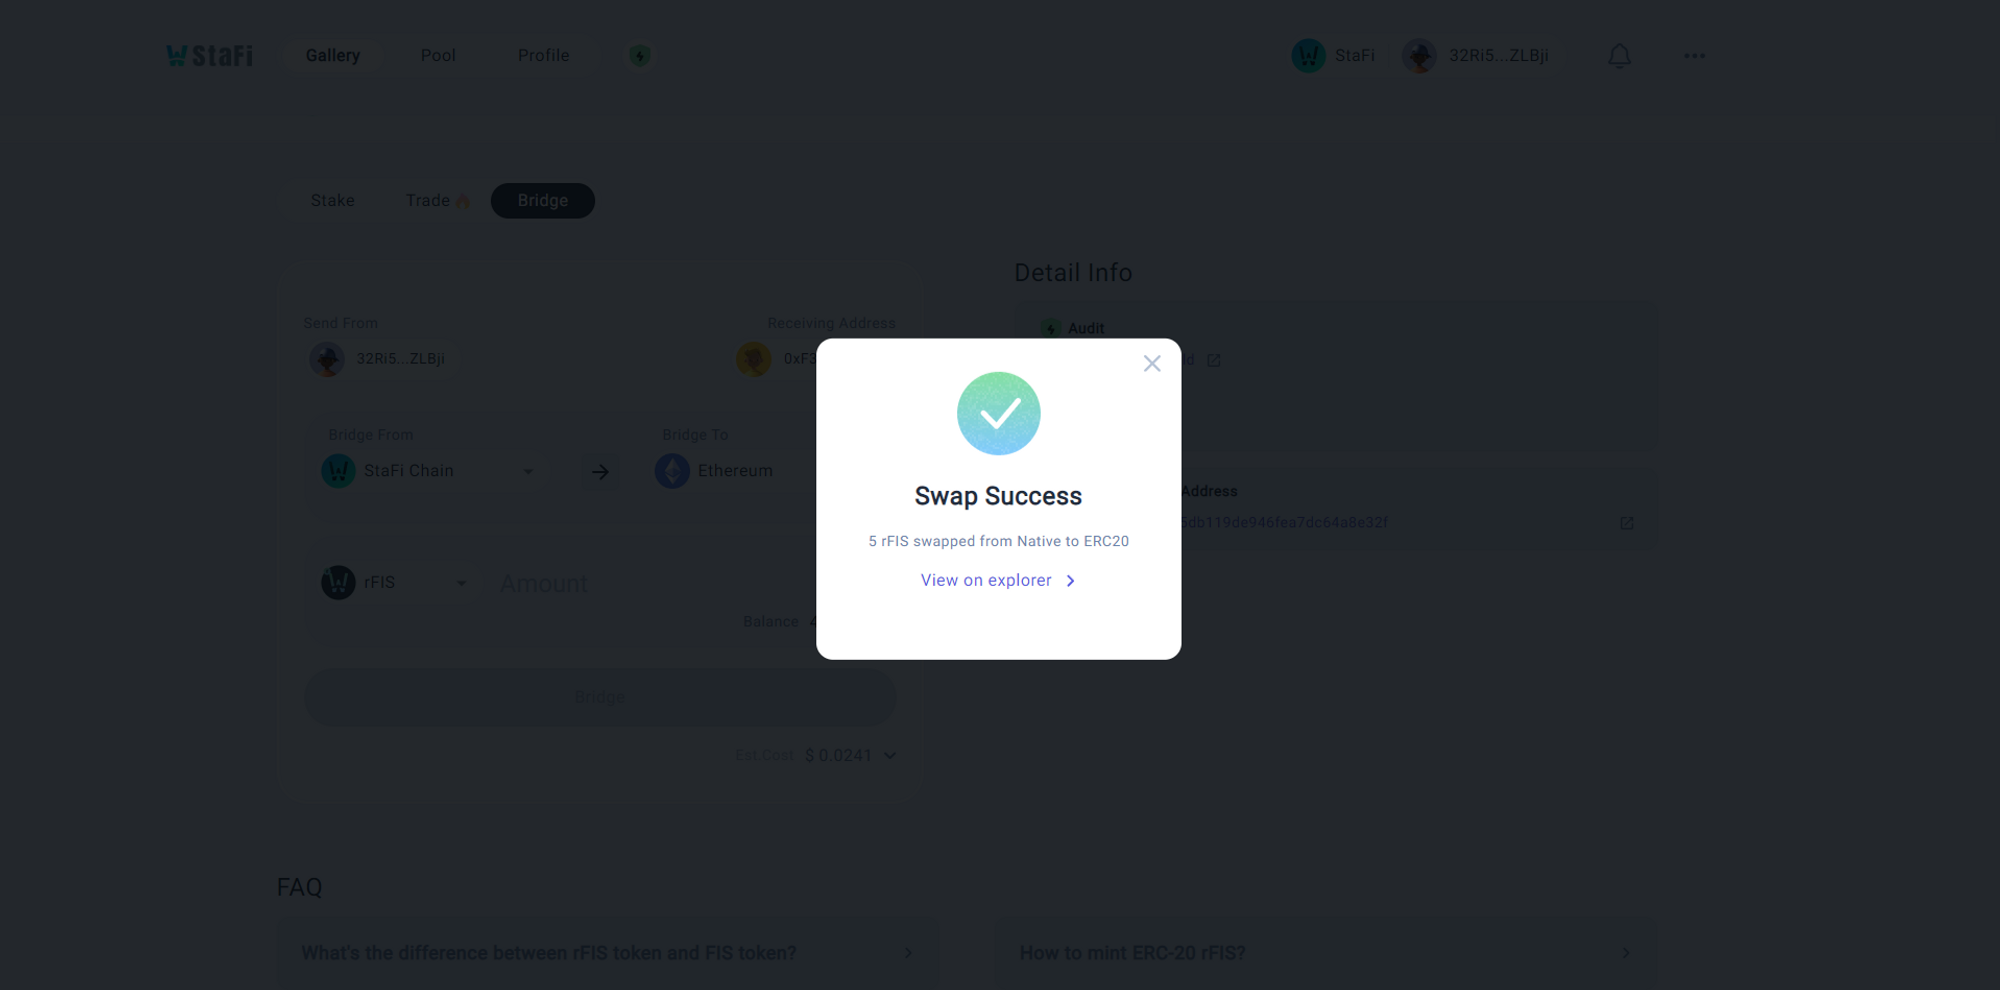 StaFi
Gallery
Pool
Profile
StaFi
32Ri5...ZLBji
Stake
Trade
Bridge
Send From
Receiving Address
32Ri5...ZLBji
0xF3
Bridge From
Bridge To
StaFi Chain
Ethereum
rFIS
Amount
Balance
Bridge
Est Cost $ 0.0241
Detail Info
Audit
Address
5db119de946fea7dc64a8e32f
Swap Success
5 rFIS swapped from Native to ERC20
View on explorer
FAQ
What's the difference between rFIS token and FIS token?
How to mint ERC-20 rFIS?